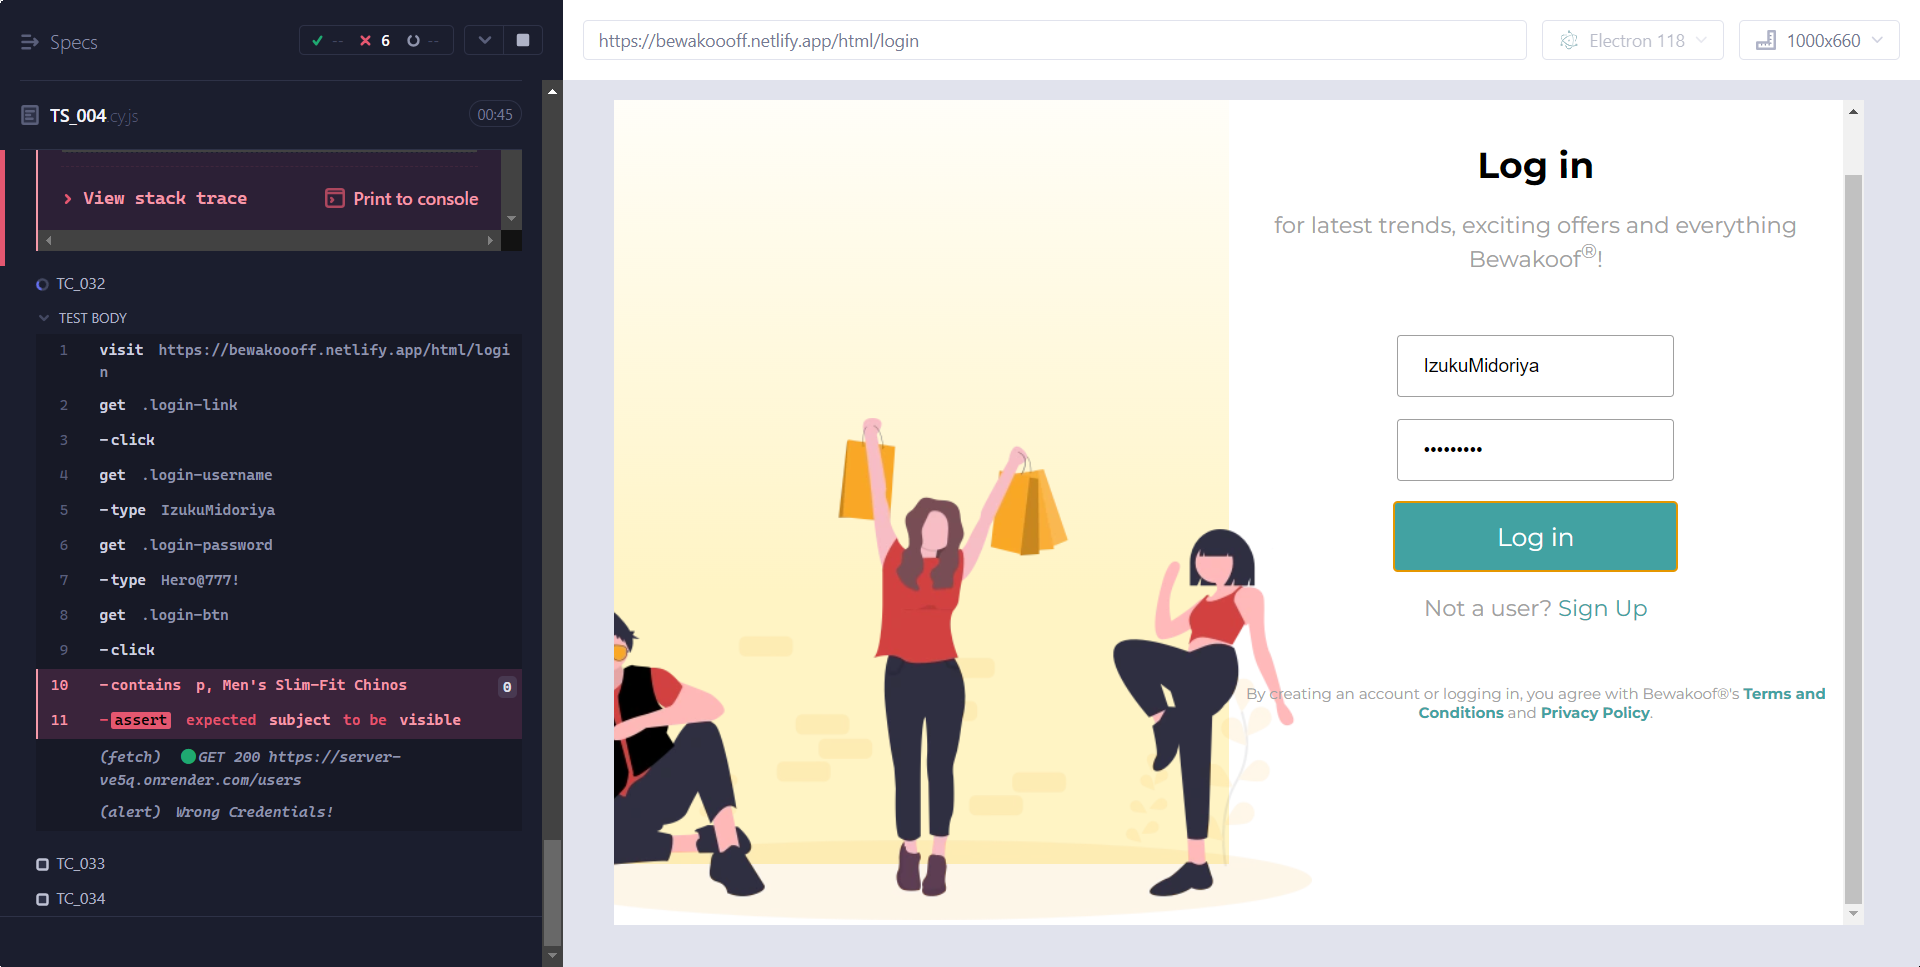 Specs
-- 6 --
https://bewakoooff.netlify.app/html/login
Electron 118
1000x660
TS_004.cy.js
00:45
View stack trace
Print to console
TC_032
TEST BODY
1 visit https://bewakoooff.netlify.app/html/logi
n
2 get .login-link
3 -click
4 get .login-username
5 -type IzukuMidoriya
6 get .login-password
7 -type Hero@777!
8 get .login-btn
9 -click
10 -contains p, Men's Slim-Fit Chinos 0
11 -assert expected subject to be visible
(fetch) GET 200 https://server-
ve5q.onrender.com/users
(alert) Wrong Credentials!
TC_033
TC_034
Log in
for latest trends, exciting offers and everything
Bewakoof®!
IzukuMidoriya
•••••••••
Log in
Not a user? Sign Up
By creating an account or logging in, you agree with Bewakoof®'s Terms and
Conditions and Privacy Policy.